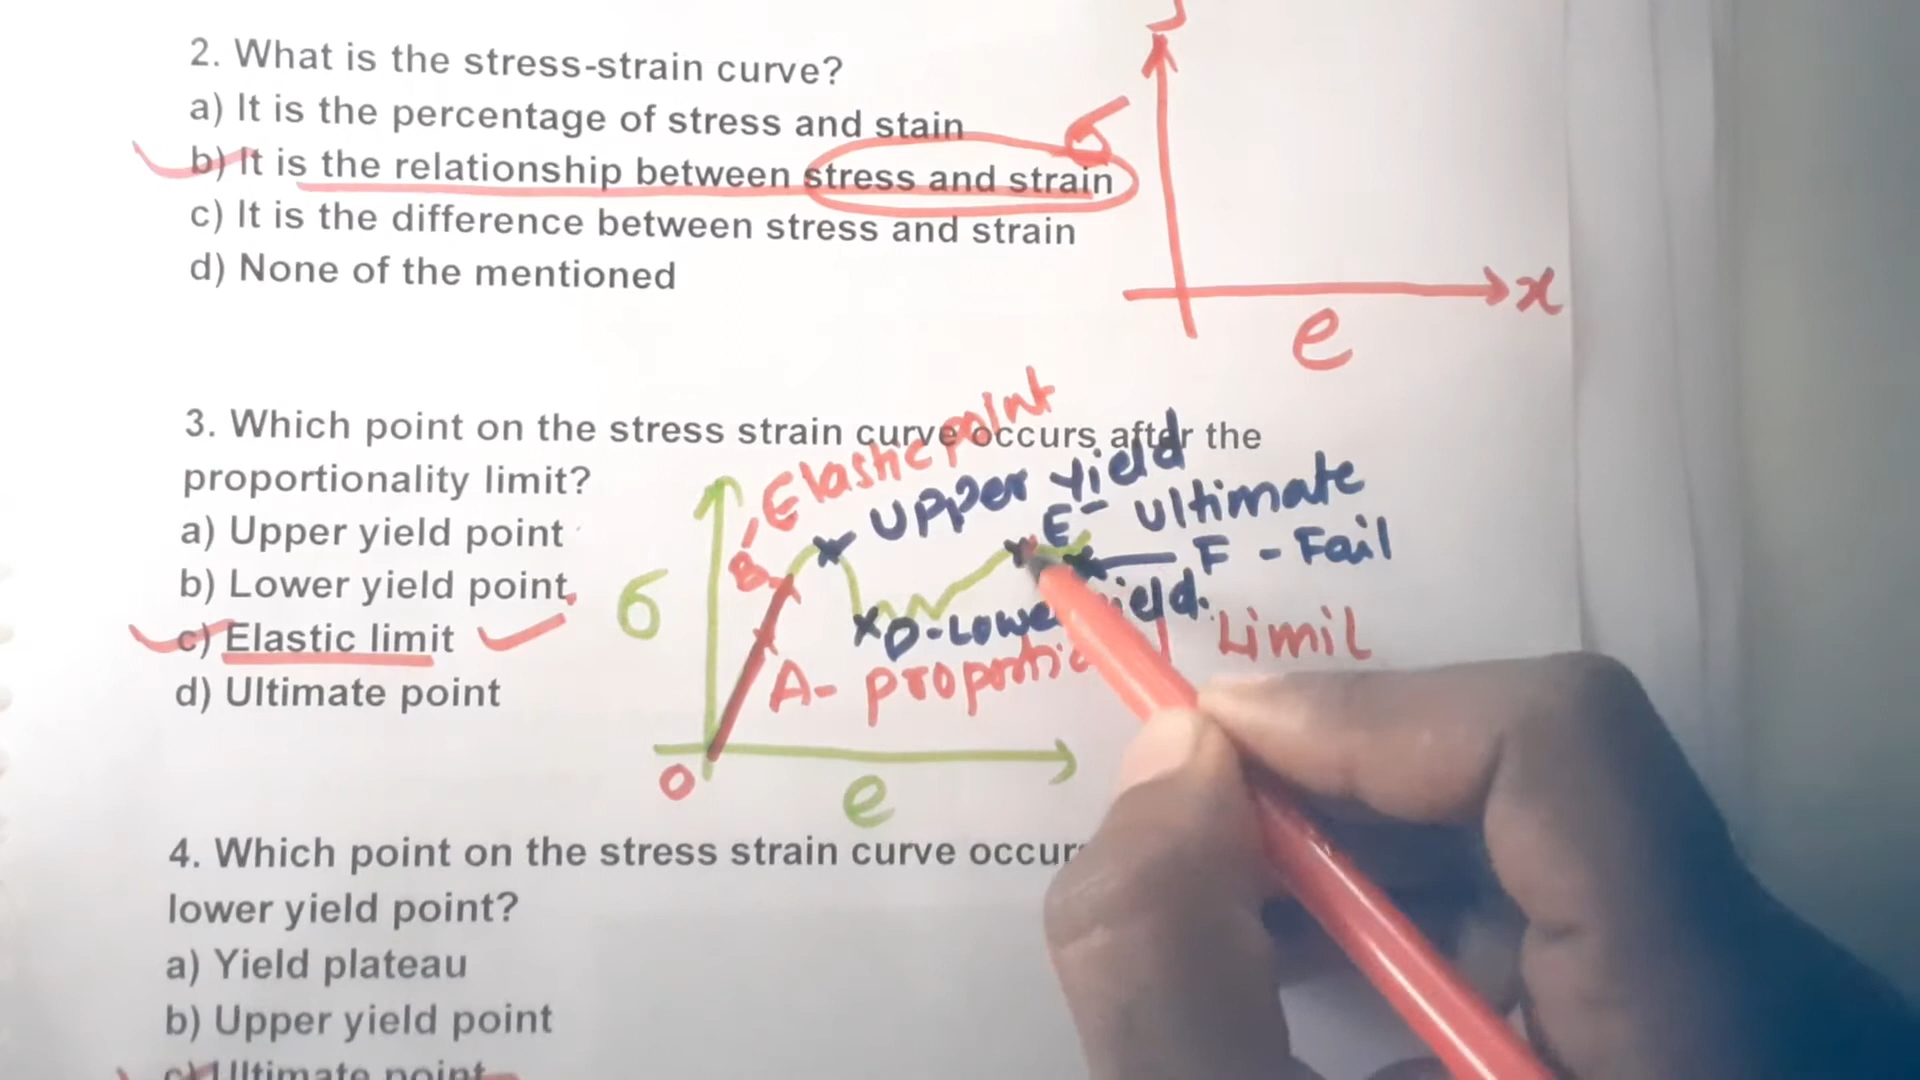 2. What is the stress-strain curve?
a) It is the percentage of stress and stain
b) It is the relationship between stress and strain
c) It is the difference between stress and strain
d) None of the mentioned
σ
x
e
3. Which point on the stress strain curve occurs after the
proportionality limit?
a) Upper yield point
b) Lower yield point
c) Elastic limit
d) Ultimate point
Elastic point
B
Upper Yield
E - Ultimate
F - Fail
D - Lowe
ield.
A - proporti
Limit
σ
O
e
4. Which point on the stress strain curve occur
lower yield point?
a) Yield plateau
b) Upper yield point
c) Ultimate point